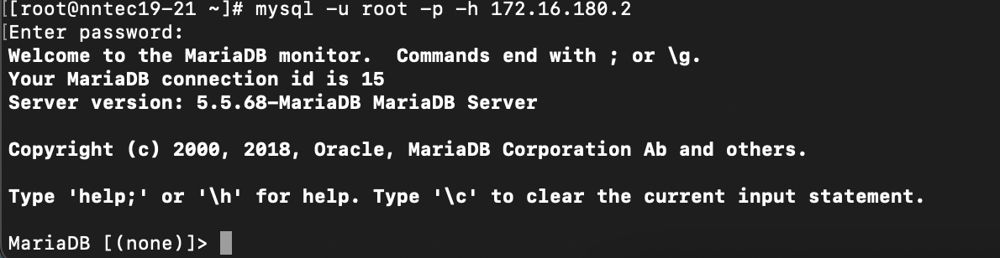 [[root@nntec19-21 ~]# mysql -u root -p -h 172.16.180.2
[Enter password:
Welcome to the MariaDB monitor.  Commands end with ; or \g.
Your MariaDB connection id is 15
Server version: 5.5.68-MariaDB MariaDB Server
Copyright (c) 2000, 2018, Oracle, MariaDB Corporation Ab and others.
Type 'help;' or '\h' for help. Type '\c' to clear the current input statement.
MariaDB [(none)]>